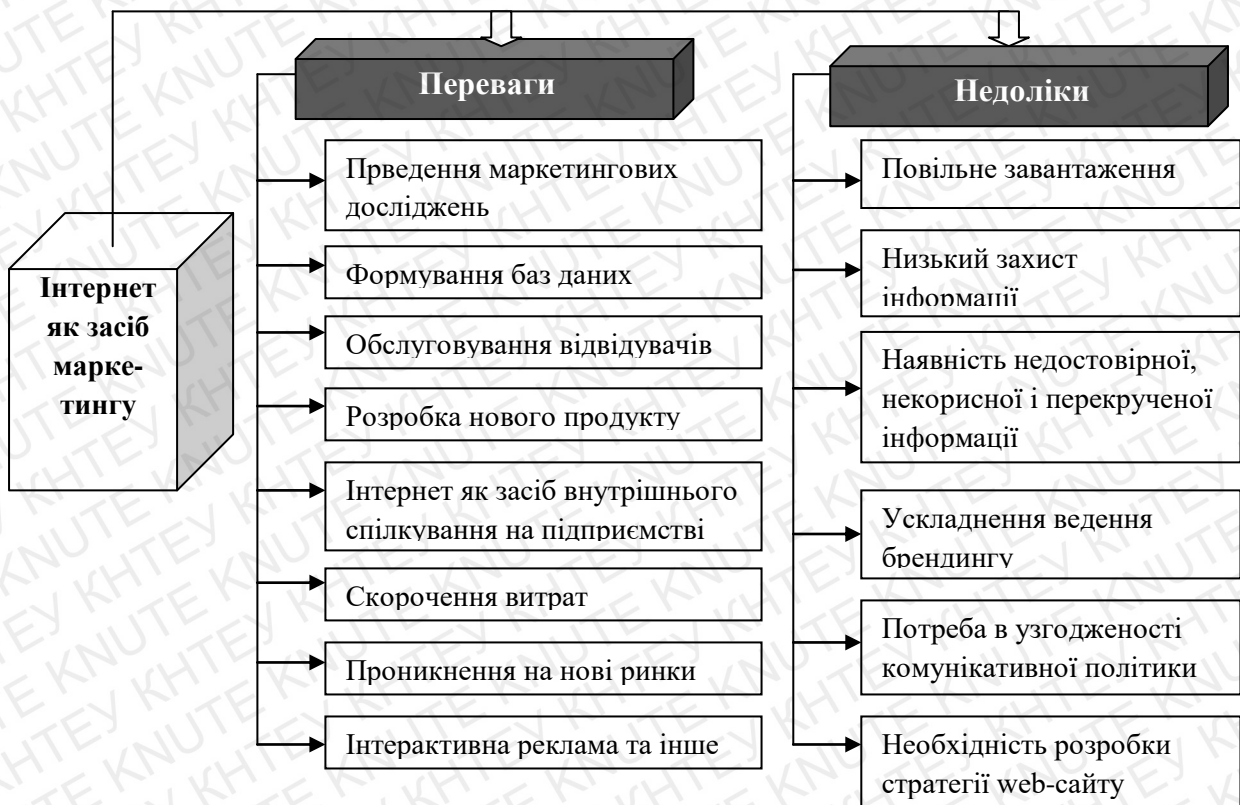 Переваги
Недоліки
Інтернет
як засіб
марке-
тингу
Прведення маркетингових
досліджень
Формування баз даних
Обслуговування відвідувачів
Розробка нового продукту
Інтернет як засіб внутрішнього
спілкування на підприємстві
Скорочення витрат
Проникнення на нові ринки
Інтерактивна реклама та інше
Повільне завантаження
Низький захист
інформації
Наявність недостовірної,
некорисної і перекрученої
інформації
Ускладнення ведення
брендингу
Потреба в узгодженості
комунікативної політики
Необхідність розробки
стратегії web-сайту